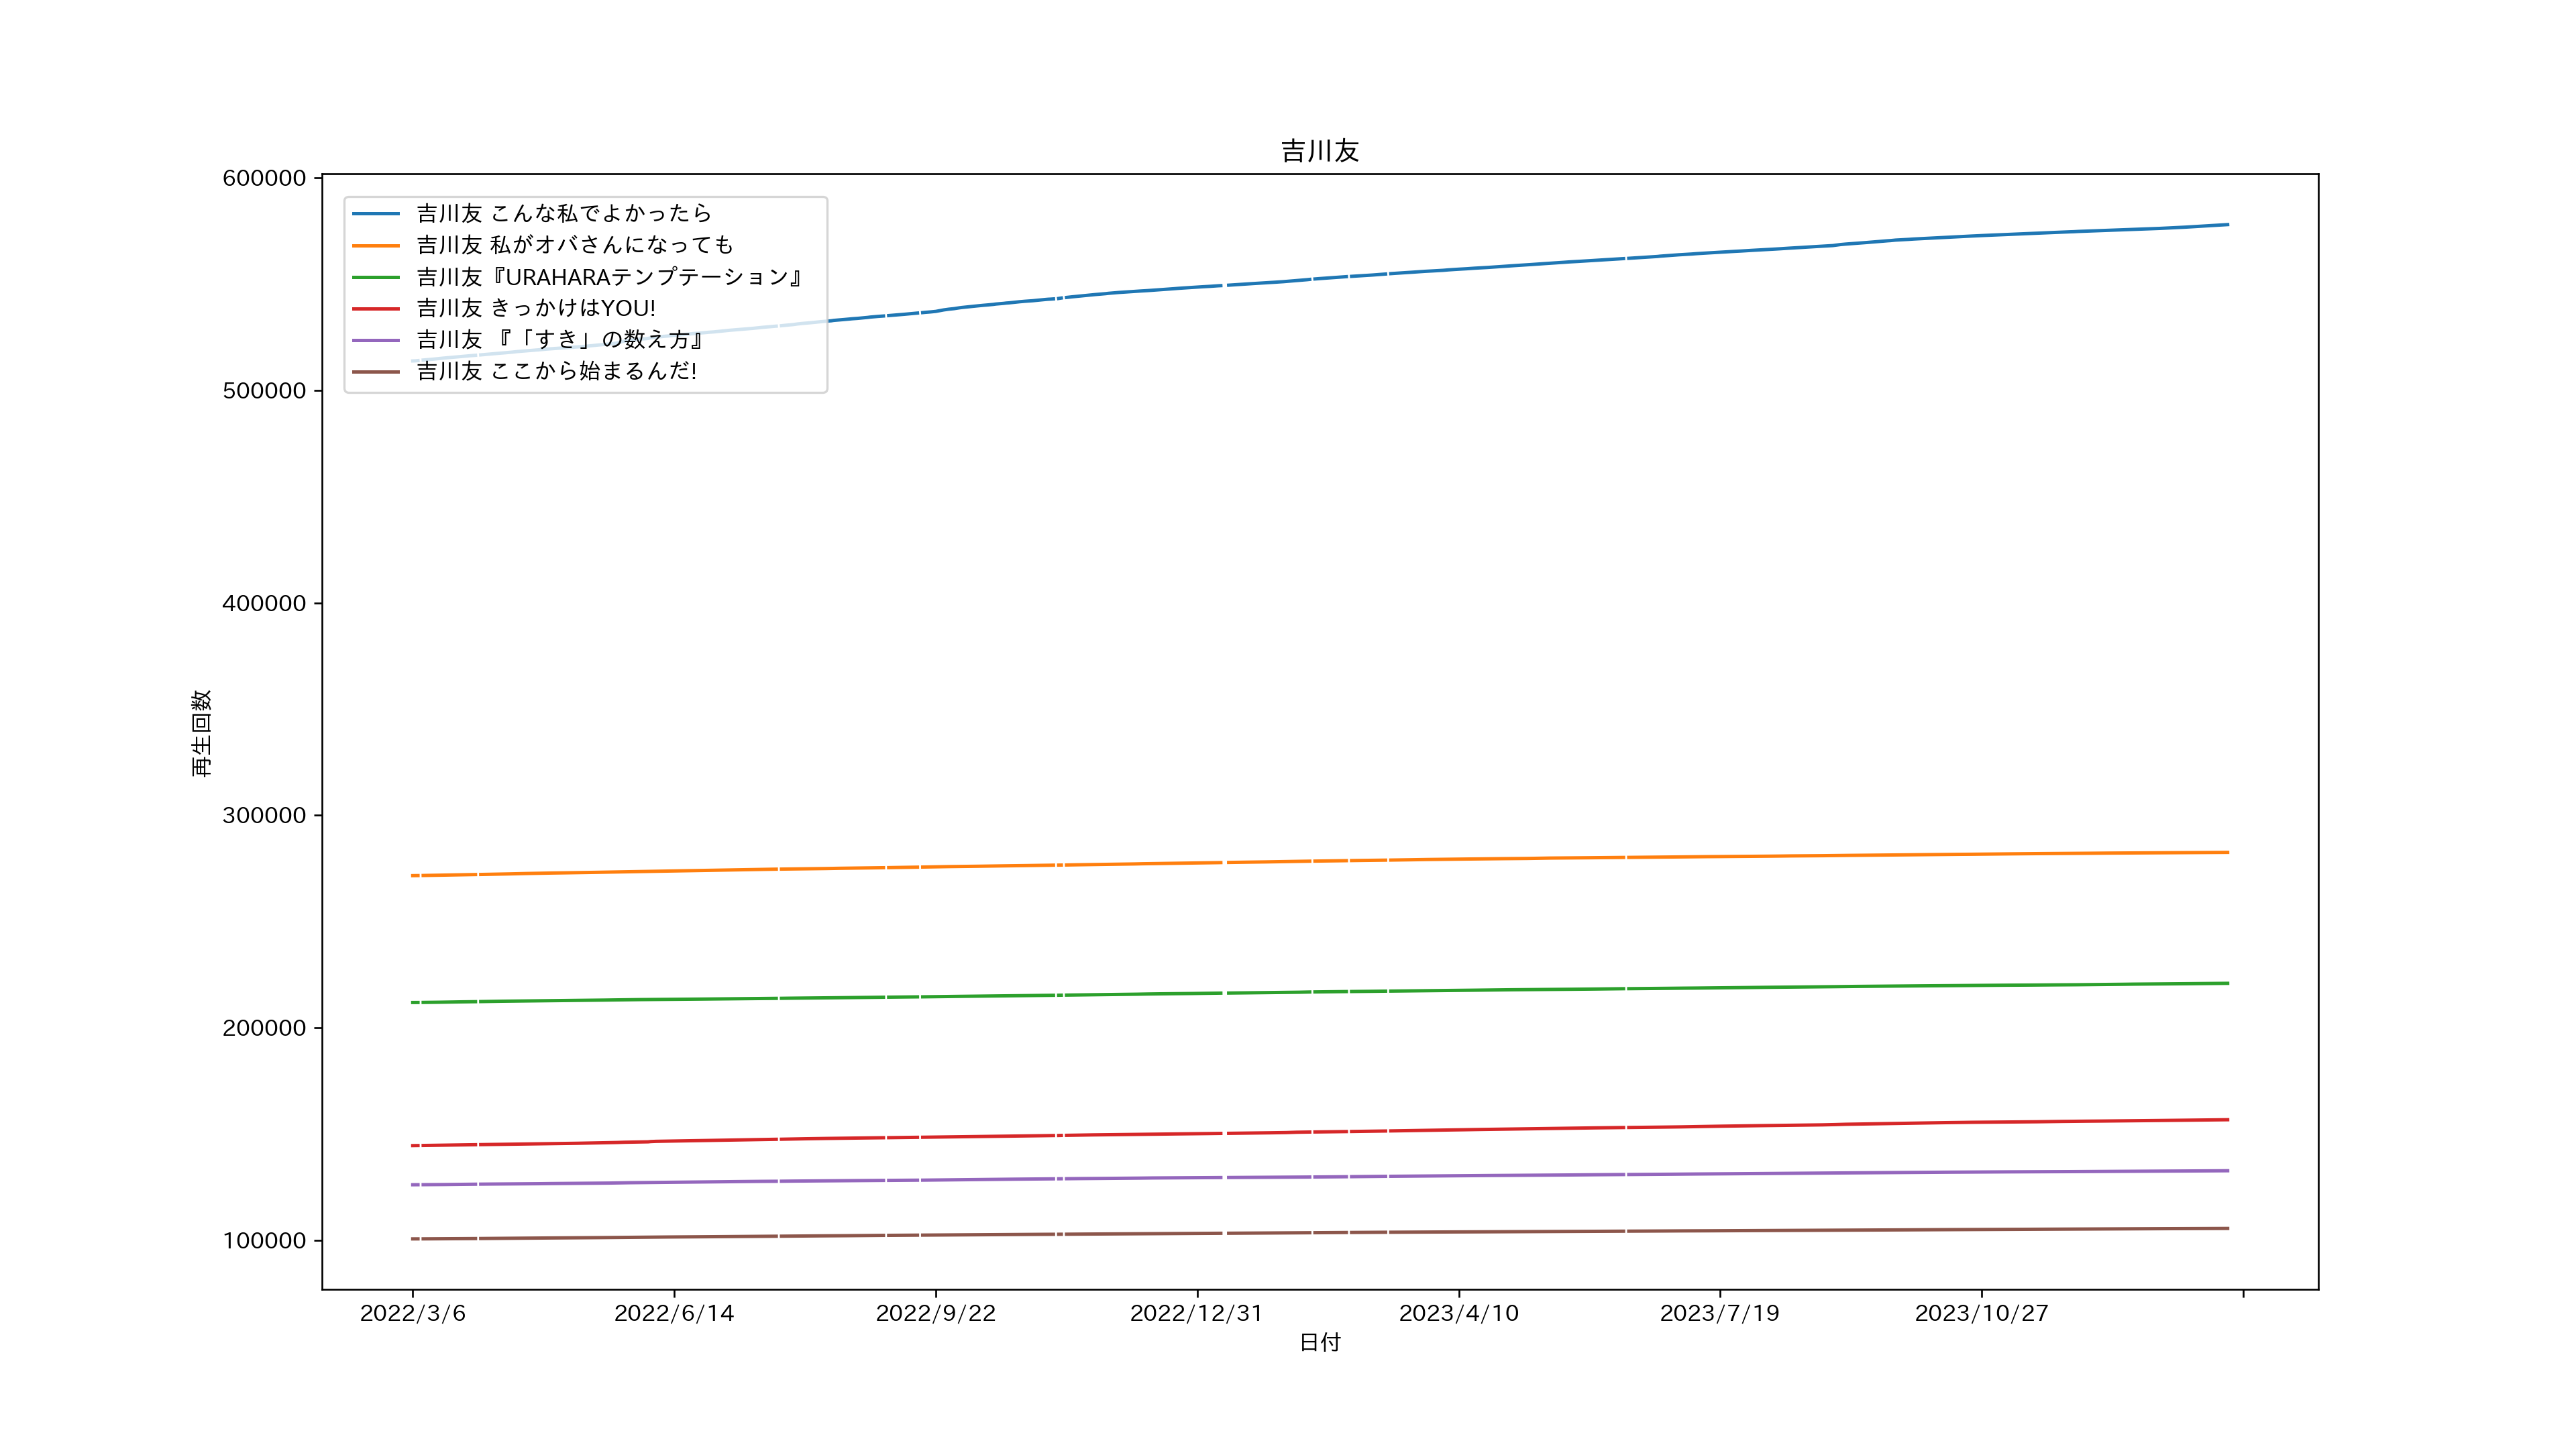 吉川友
600000
500000
400000
300000
200000
100000
再生回数
吉川友 こんな私でよかったら
吉川友 私がオバさんになっても
吉川友『URAHARAテンプテーション』
吉川友 きっかけはYOU!
吉川友 『「すき」の数え方』
吉川友 ここから始まるんだ!
2022/3/6
2022/6/14
2022/9/22
2022/12/31
2023/4/10
2023/7/19
2023/10/27
日付